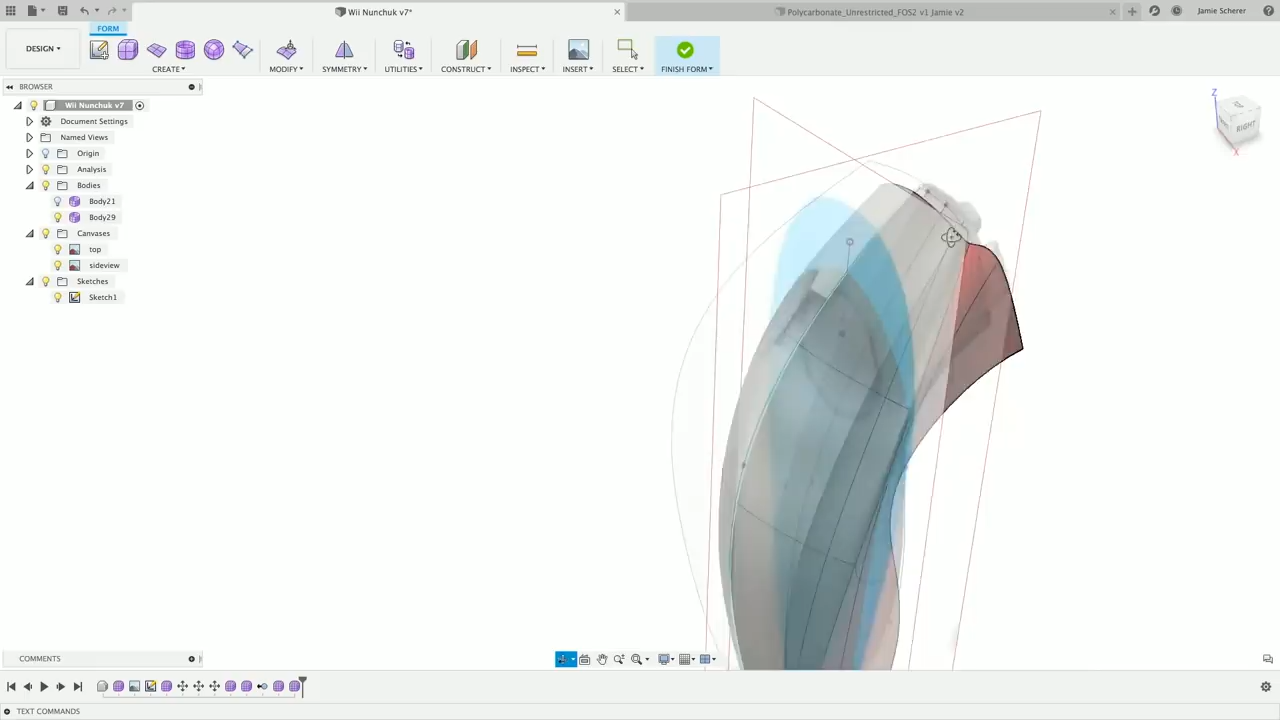 Wii Nunchuk v7*
Polycarbonate_Unrestricted_FOS2 v1 Jamie v2
Jamie Scherer
DESIGN
FORM
CREATE
MODIFY
SYMMETRY
UTILITIES
CONSTRUCT
INSPECT
INSERT
SELECT
FINISH FORM
BROWSER
Wii Nunchuk v7
Document Settings
Named Views
Origin
Analysis
Bodies
Body21
Body29
Canvases
top
sideview
Sketches
Sketch1
Z
RIGHT
X
COMMENTS
TEXT COMMANDS